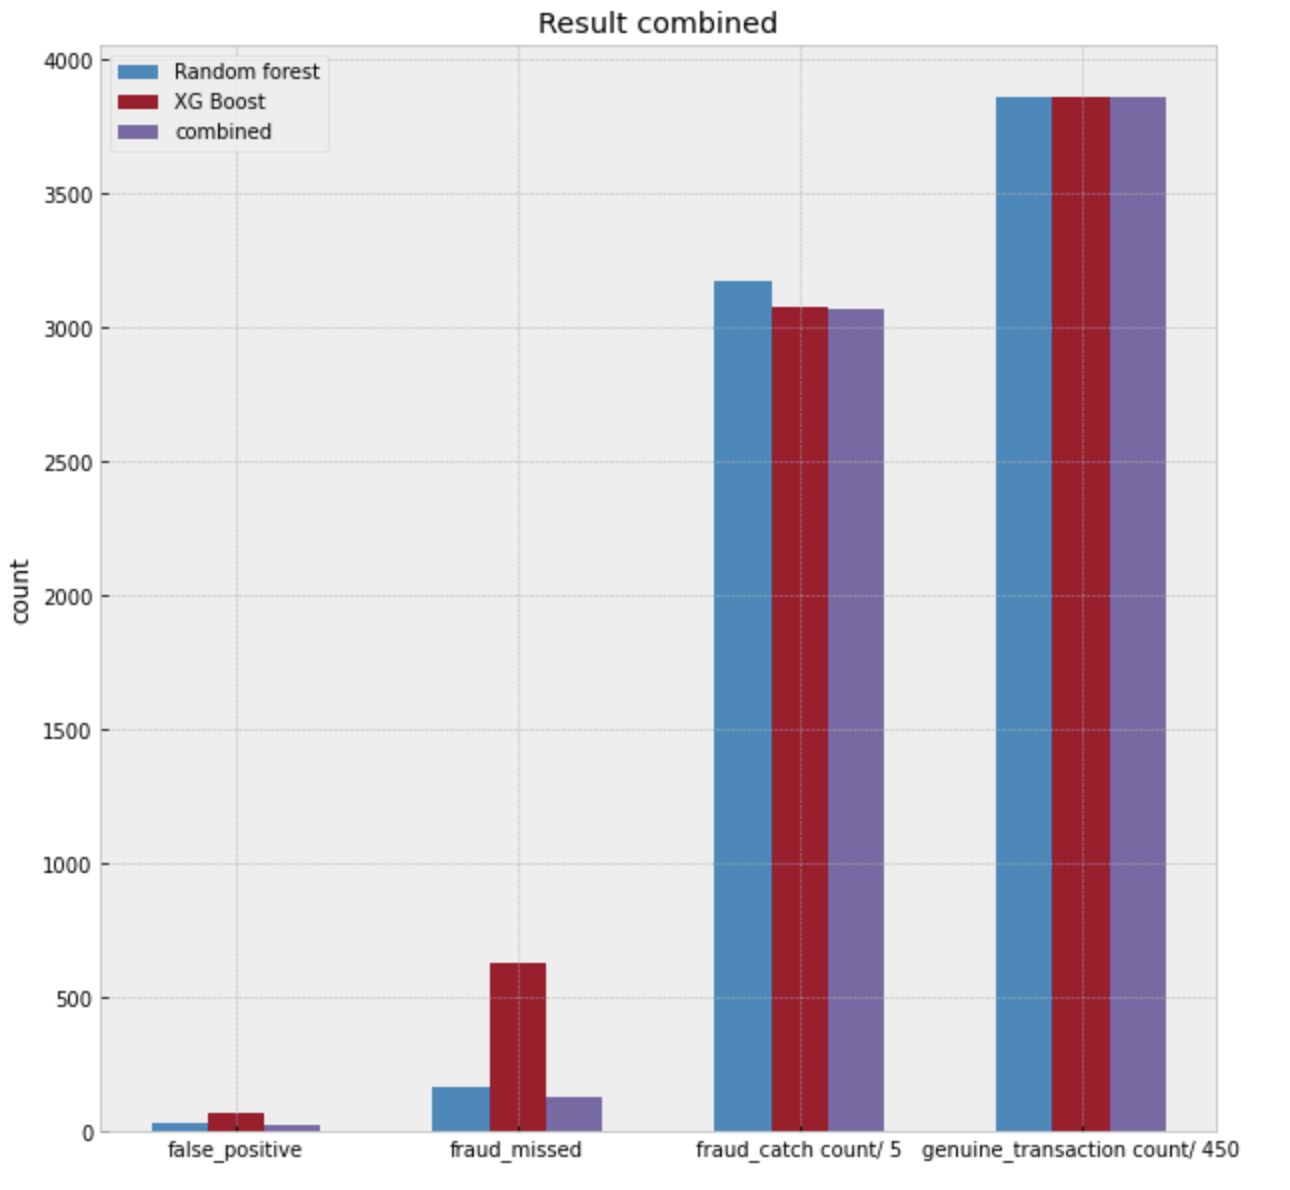 Result combined
Random forest
XG Boost
combined
4000
3500
3000
2500
2000
1500
1000
500
0
count
false_positive
fraud_missed
fraud_catch count/ 5
genuine_transaction count/ 450